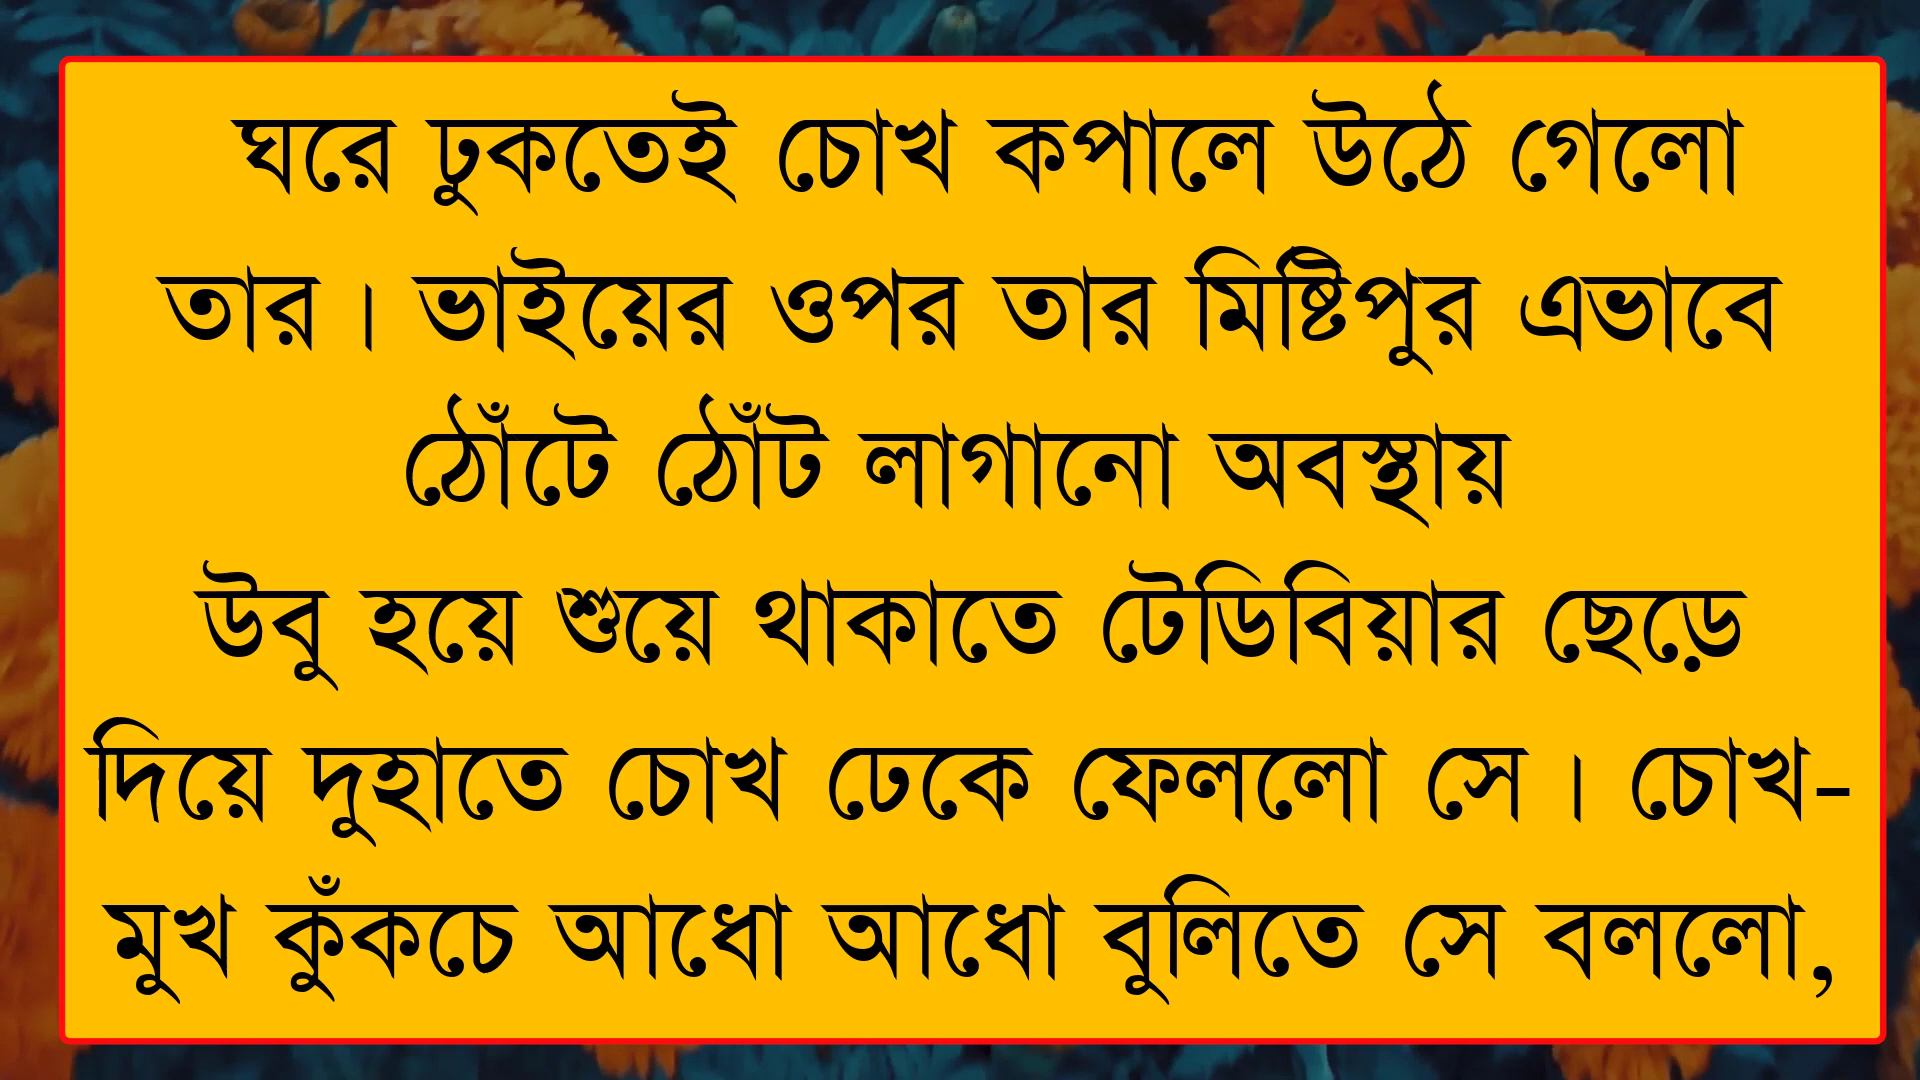 ঘরে ঢুকতেই চোখ কপালে উঠে গেলো
তার। ভাইয়ের ওপর তার মিষ্টিপুর এভাবে
ঠোঁটে ঠোঁট লাগানো অবস্থায়
উবু হয়ে শুয়ে থাকাতে টেডিবিয়ার ছেড়ে
দিয়ে দুহাতে চোখ ঢেকে ফেললো সে। চোখ-
মুখ কুঁকচে আধো আধো বুলিতে সে বললো,